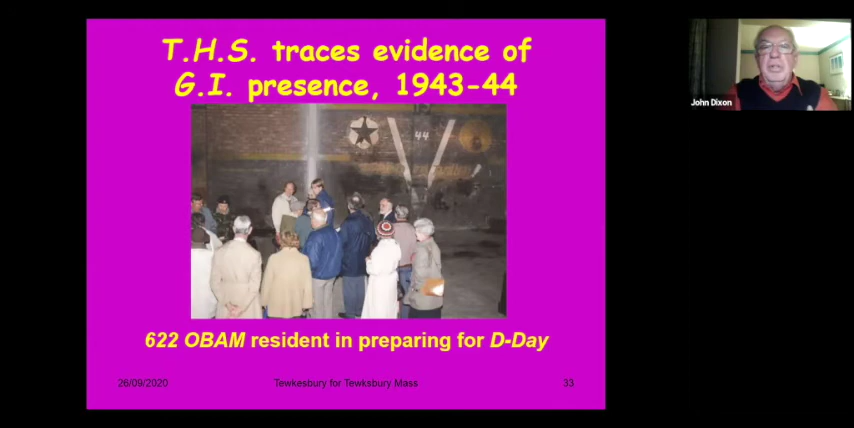 T.H.S. traces evidence of
G.I. presence, 1943-44
44
622 OBAM resident in preparing for D-Day
26/09/2020
Tewkesbury for Tewksbury Mass
33
John Dixon